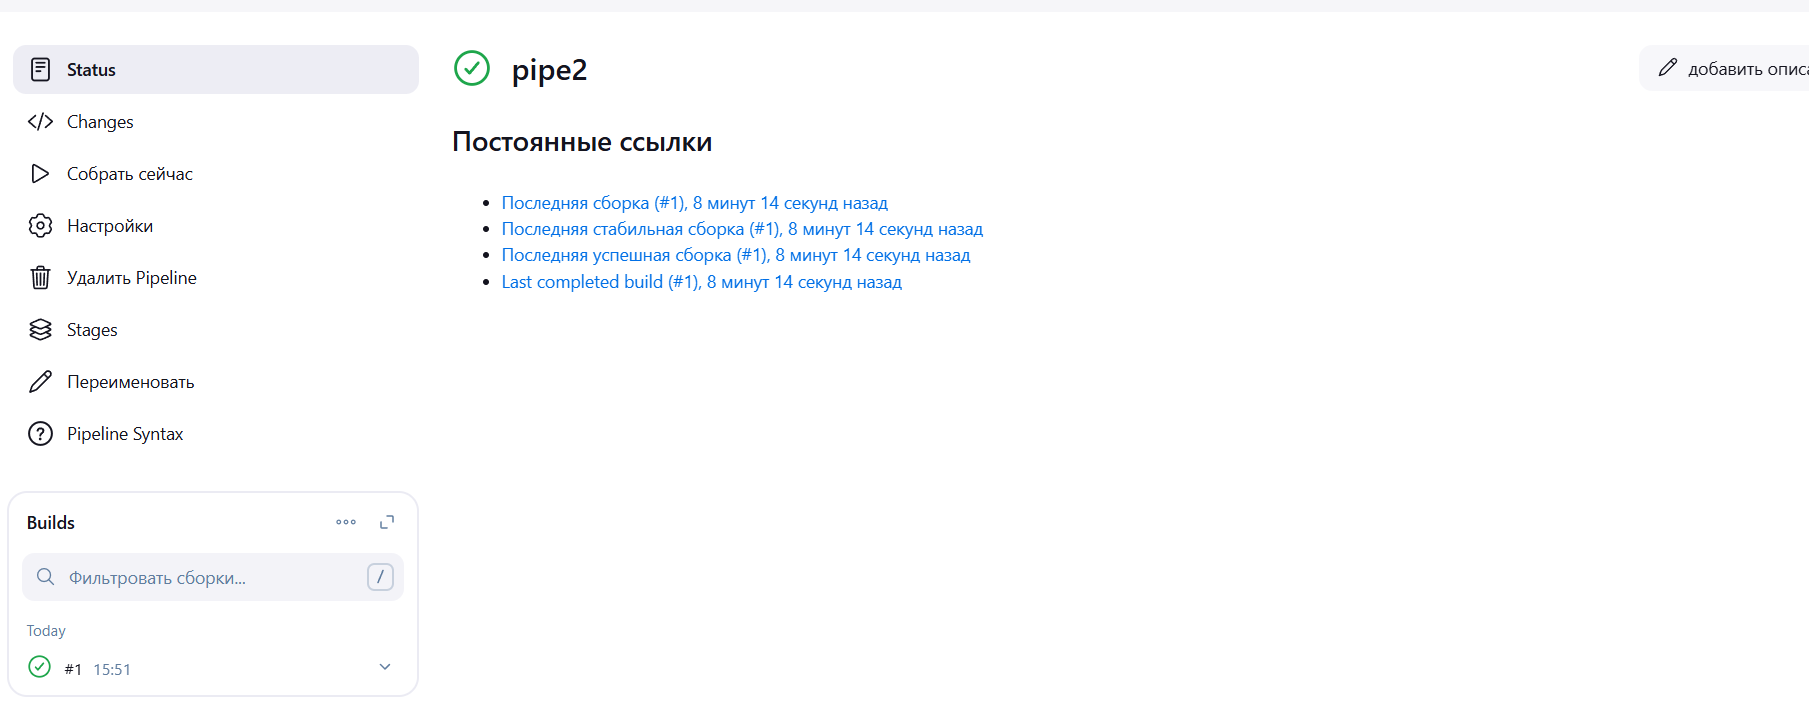 Status
Changes
Собрать сейчас
Настройки
Удалить Pipeline
Stages
Переименовать
Pipeline Syntax
Builds
Фильтровать сборки...
/
Today
#1 15:51
pipe2
добавить описа
Постоянные ссылки
Последняя сборка (#1), 8 минут 14 секунд назад
Последняя стабильная сборка (#1), 8 минут 14 секунд назад
Последняя успешная сборка (#1), 8 минут 14 секунд назад
Last completed build (#1), 8 минут 14 секунд назад